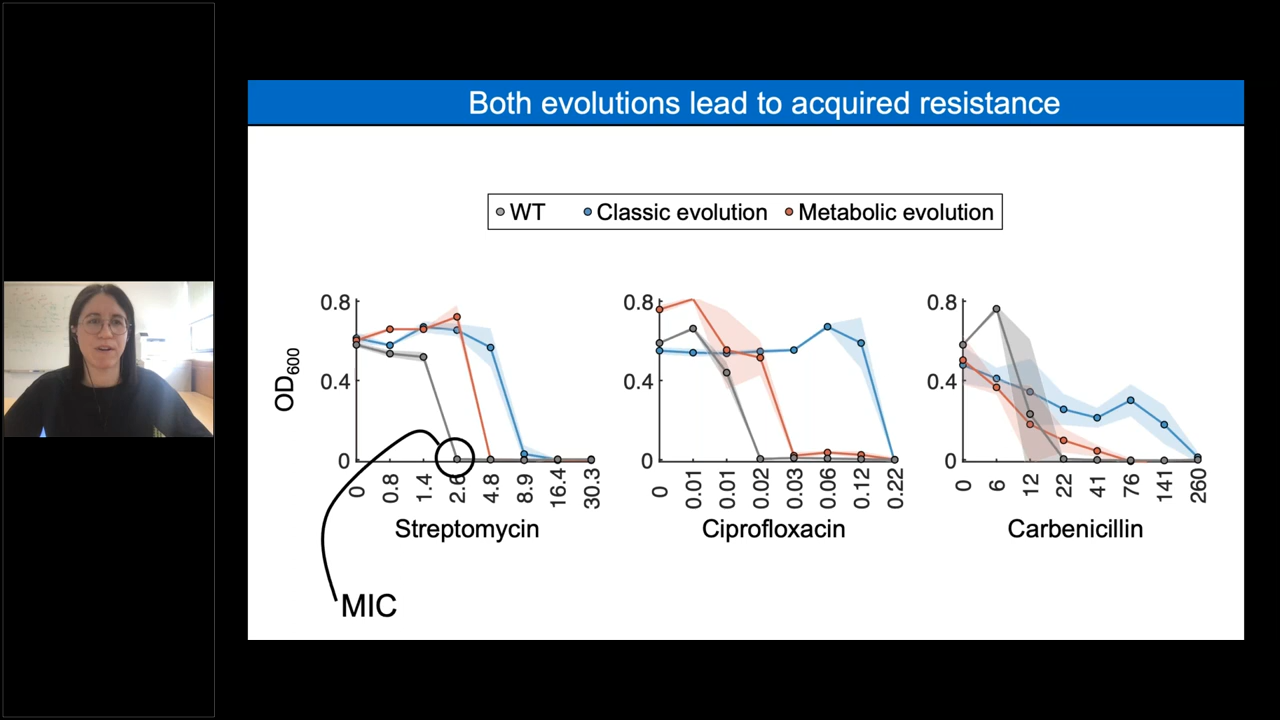 Both evolutions lead to acquired resistance
WT Classic evolution Metabolic evolution
OD600
0.8
0.4
0
0 0.8 1.4 2.6 4.8 8.9 16.4 30.3
Streptomycin
MIC
0.8
0.4
0
0 0.01 0.01 0.02 0.03 0.06 0.12 0.22
Ciprofloxacin
0.8
0.4
0
0 6 12 22 41 76 141 260
Carbenicillin